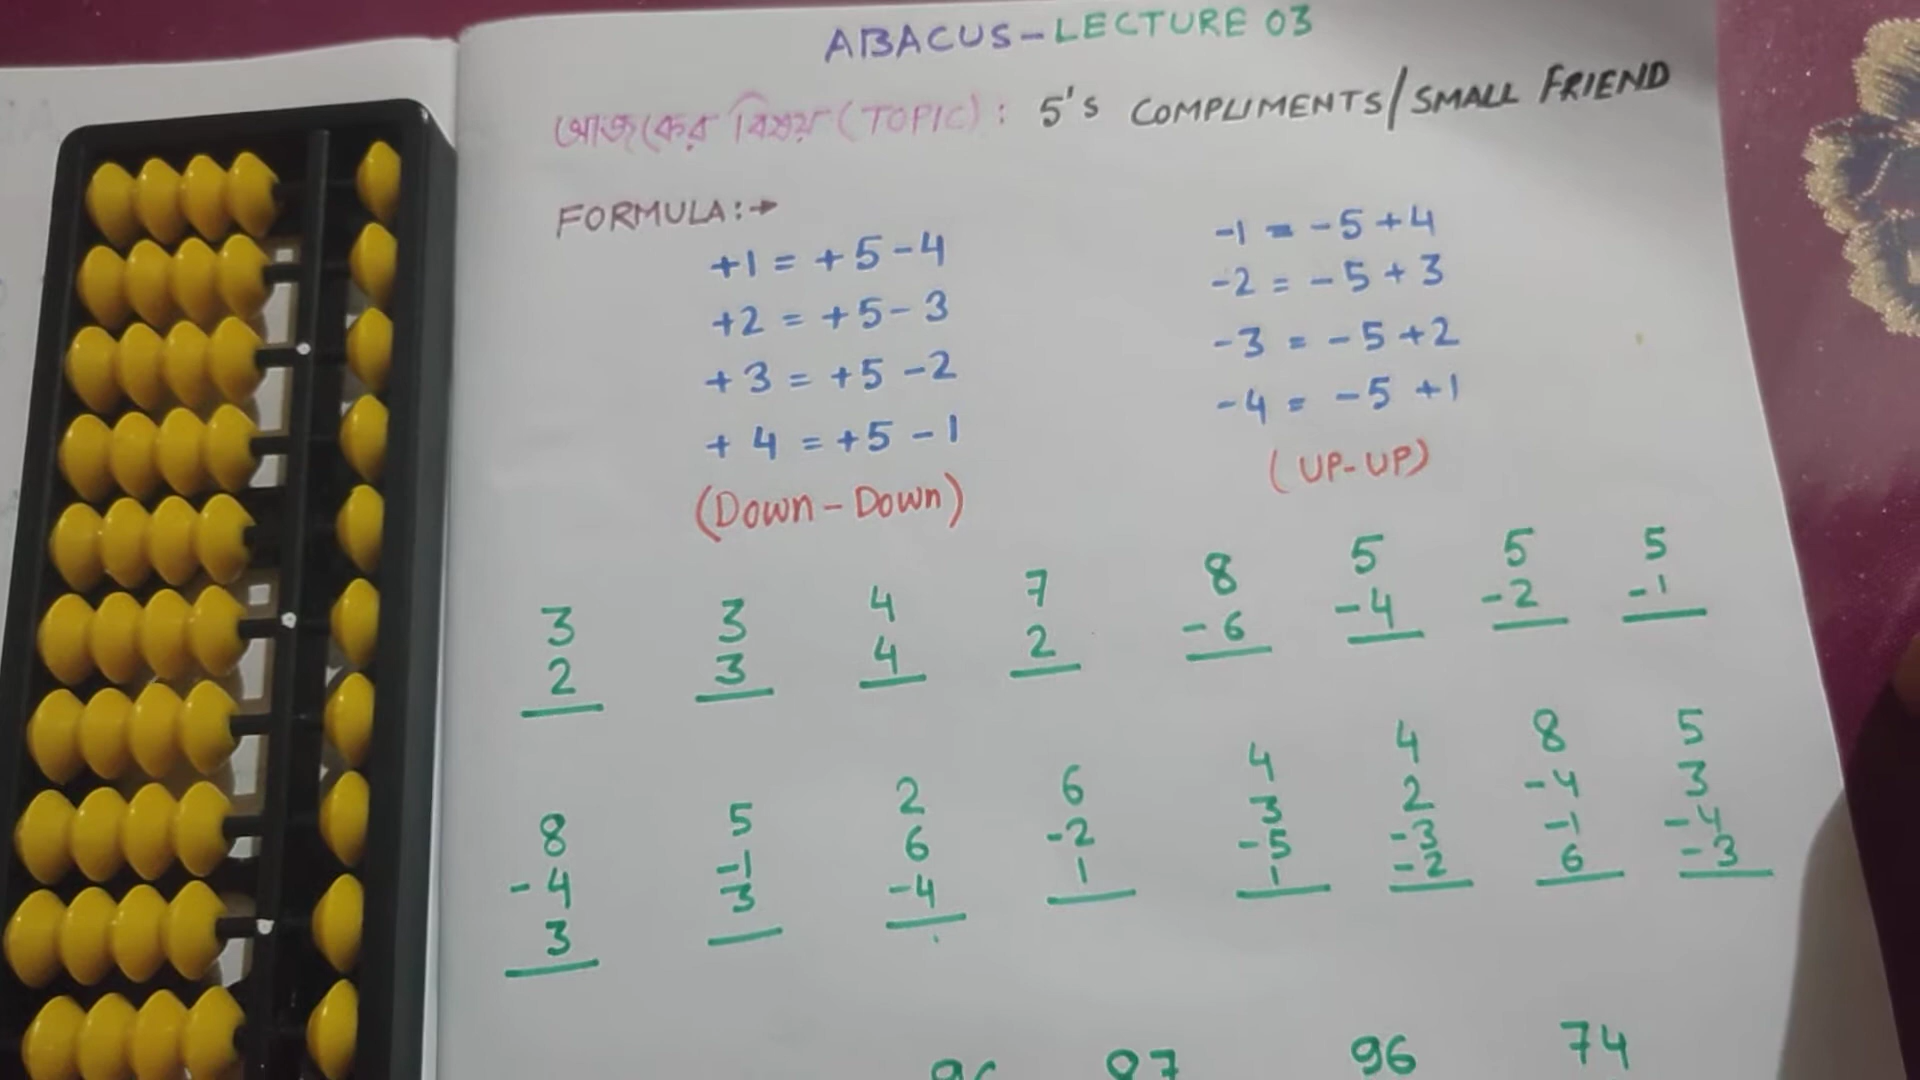 ABACUS-LECTURE 03
আজকের বিষয় (TOPIC): 5's COMPLIMENTS/SMALL FRIEND
FORMULA:→
+1 = +5-4
+2 = +5-3
+3 = +5-2
+4 = +5-1
(Down-Down)
-1 = -5+4
-2 = -5+3
-3 = -5+2
-4 = -5+1
(UP-UP)
3 3 4 7 8 5 5 5
2 3 4 2 -6 -4 -2 -1
8 5 2 6 4 4 8 5
-4 -1 6 -2 3 2 -4 3
3 3 -4 1 -5 -3 -1 -4
1 -2 6 -3
96 74